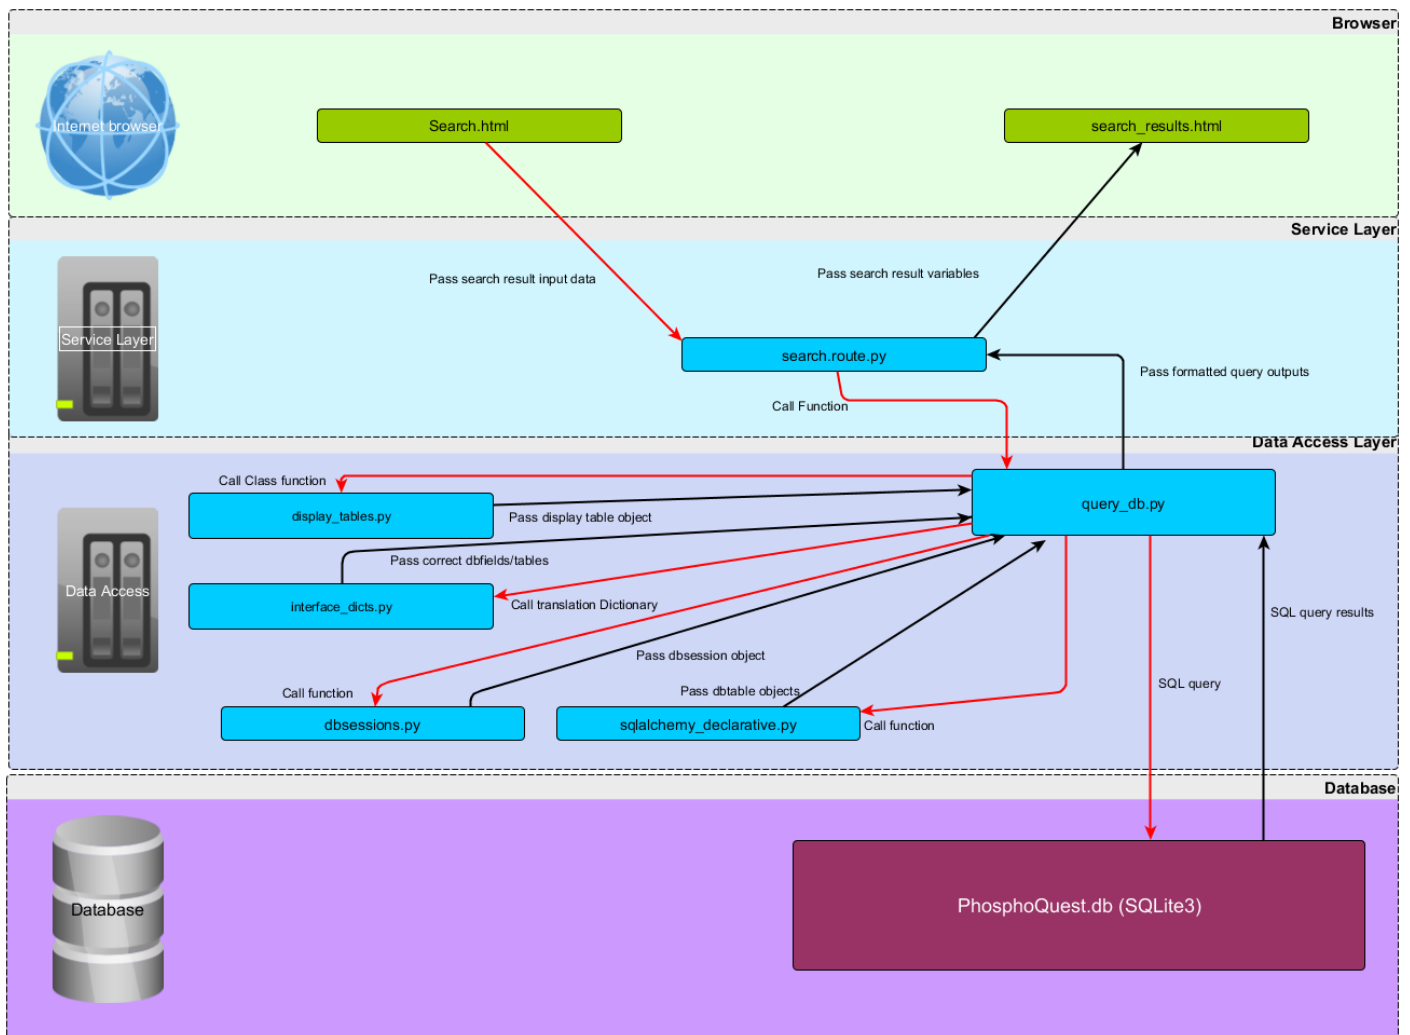 Browser
Internet browser
Search.html
search_results.html
Service Layer
Pass search result input data
Pass search result variables
Service Layer
search.route.py
Pass formatted query outputs
Call Function
Data Access Layer
Call Class function
display_tables.py
Pass display table object
query_db.py
Pass correct dbfields/tables
Data Access
interface_dicts.py
Call translation Dictionary
SQL query results
Pass dbsession object
Call function
Pass dbtable objects
SQL query
dbsessions.py
sqlalchemy_declarative.py
Call function
Database
Database
PhosphoQuest.db (SQLite3)